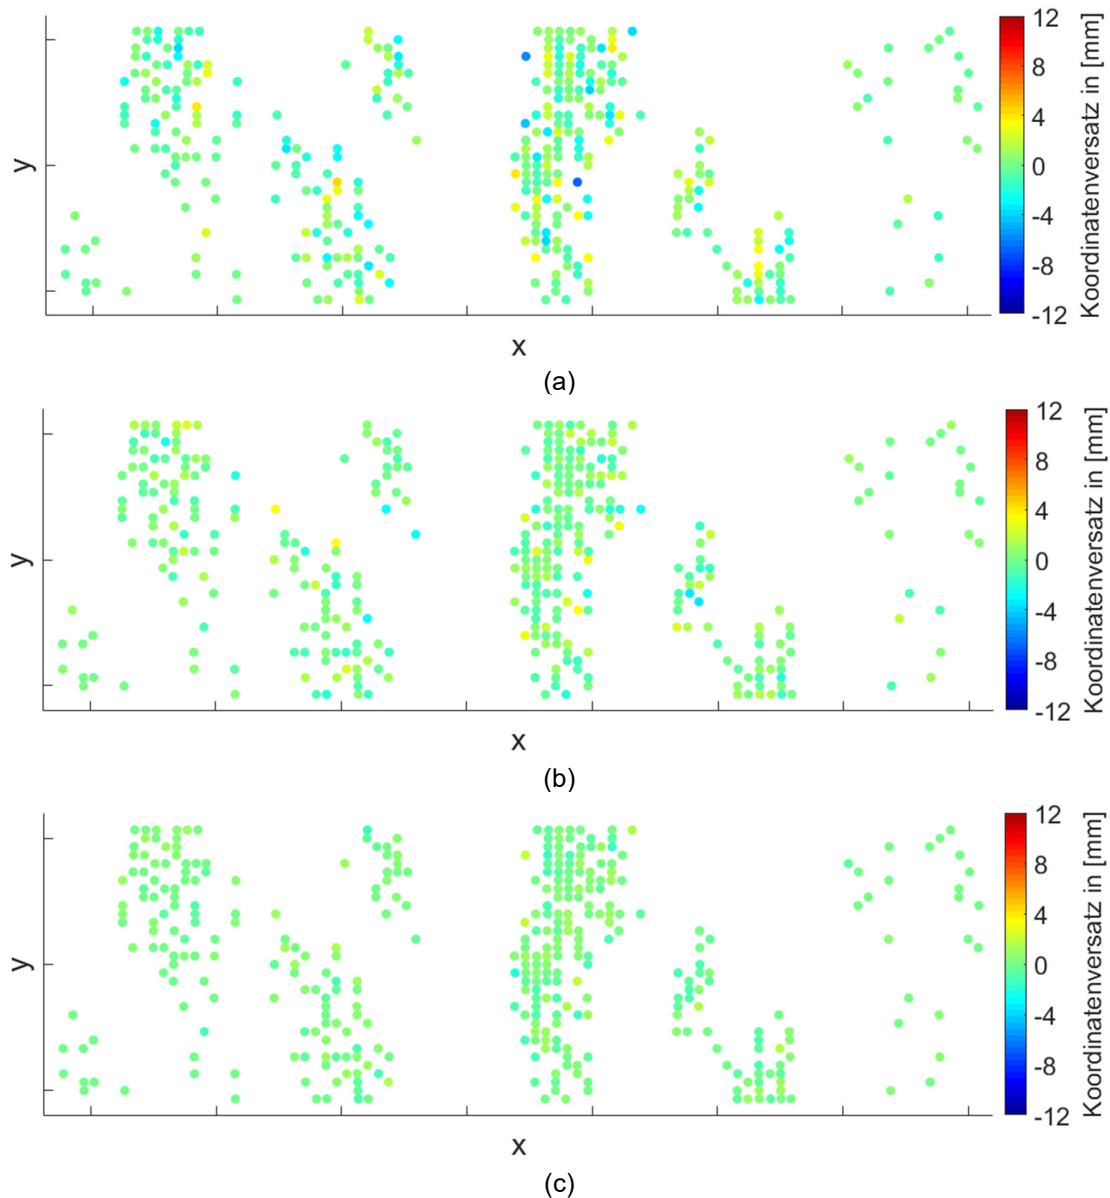 12
8
4
0
-4
-8
-12
Koordinatenversatz in [mm]
y
x
(a)
12
8
4
0
-4
-8
-12
Koordinatenversatz in [mm]
y
x
(b)
12
8
4
0
-4
-8
-12
Koordinatenversatz in [mm]
y
x
(c)